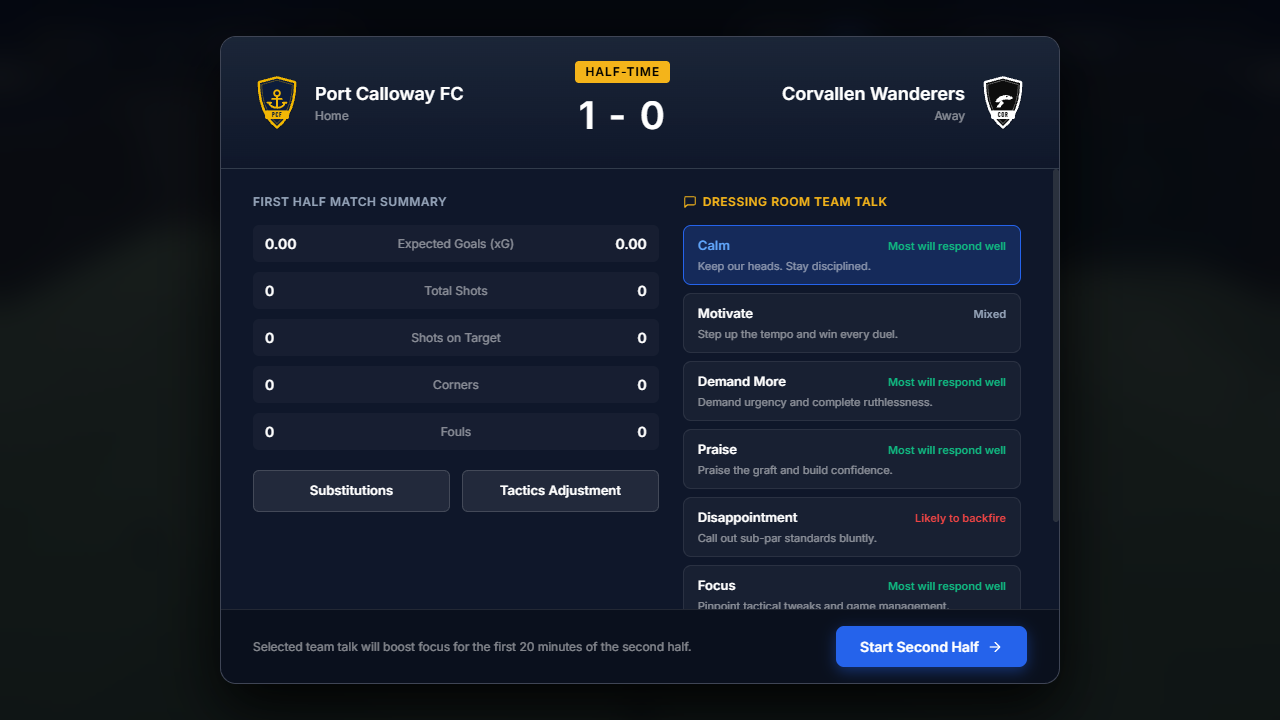 PCF
Port Calloway FC
Home
HALF-TIME
1 - 0
Corvallen Wanderers
Away
COR
FIRST HALF MATCH SUMMARY
0.00 Expected Goals (xG) 0.00
0 Total Shots 0
0 Shots on Target 0
0 Corners 0
0 Fouls 0
Substitutions
Tactics Adjustment
DRESSING ROOM TEAM TALK
Calm Most will respond well
Keep our heads. Stay disciplined.
Motivate Mixed
Step up the tempo and win every duel.
Demand More Most will respond well
Demand urgency and complete ruthlessness.
Praise Most will respond well
Praise the graft and build confidence.
Disappointment Likely to backfire
Call out sub-par standards bluntly.
Focus Most will respond well
Pinpoint tactical tweaks and game management.
Selected team talk will boost focus for the first 20 minutes of the second half.
Start Second Half →